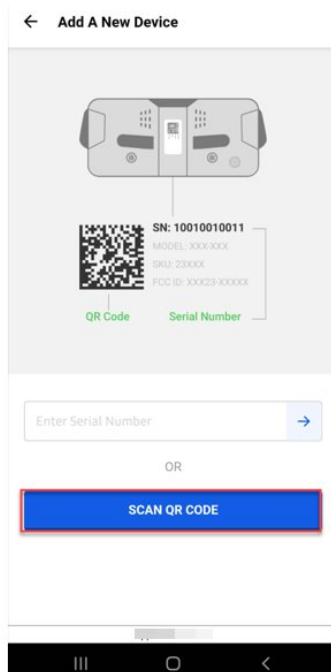 Add A New Device
SN: 10010010011
MODEL: XXX-XXX
SKU: 23XXX
FCC ID: XXX23-XXXXX
QR Code
Serial Number
Enter Serial Number
OR
SCAN QR CODE